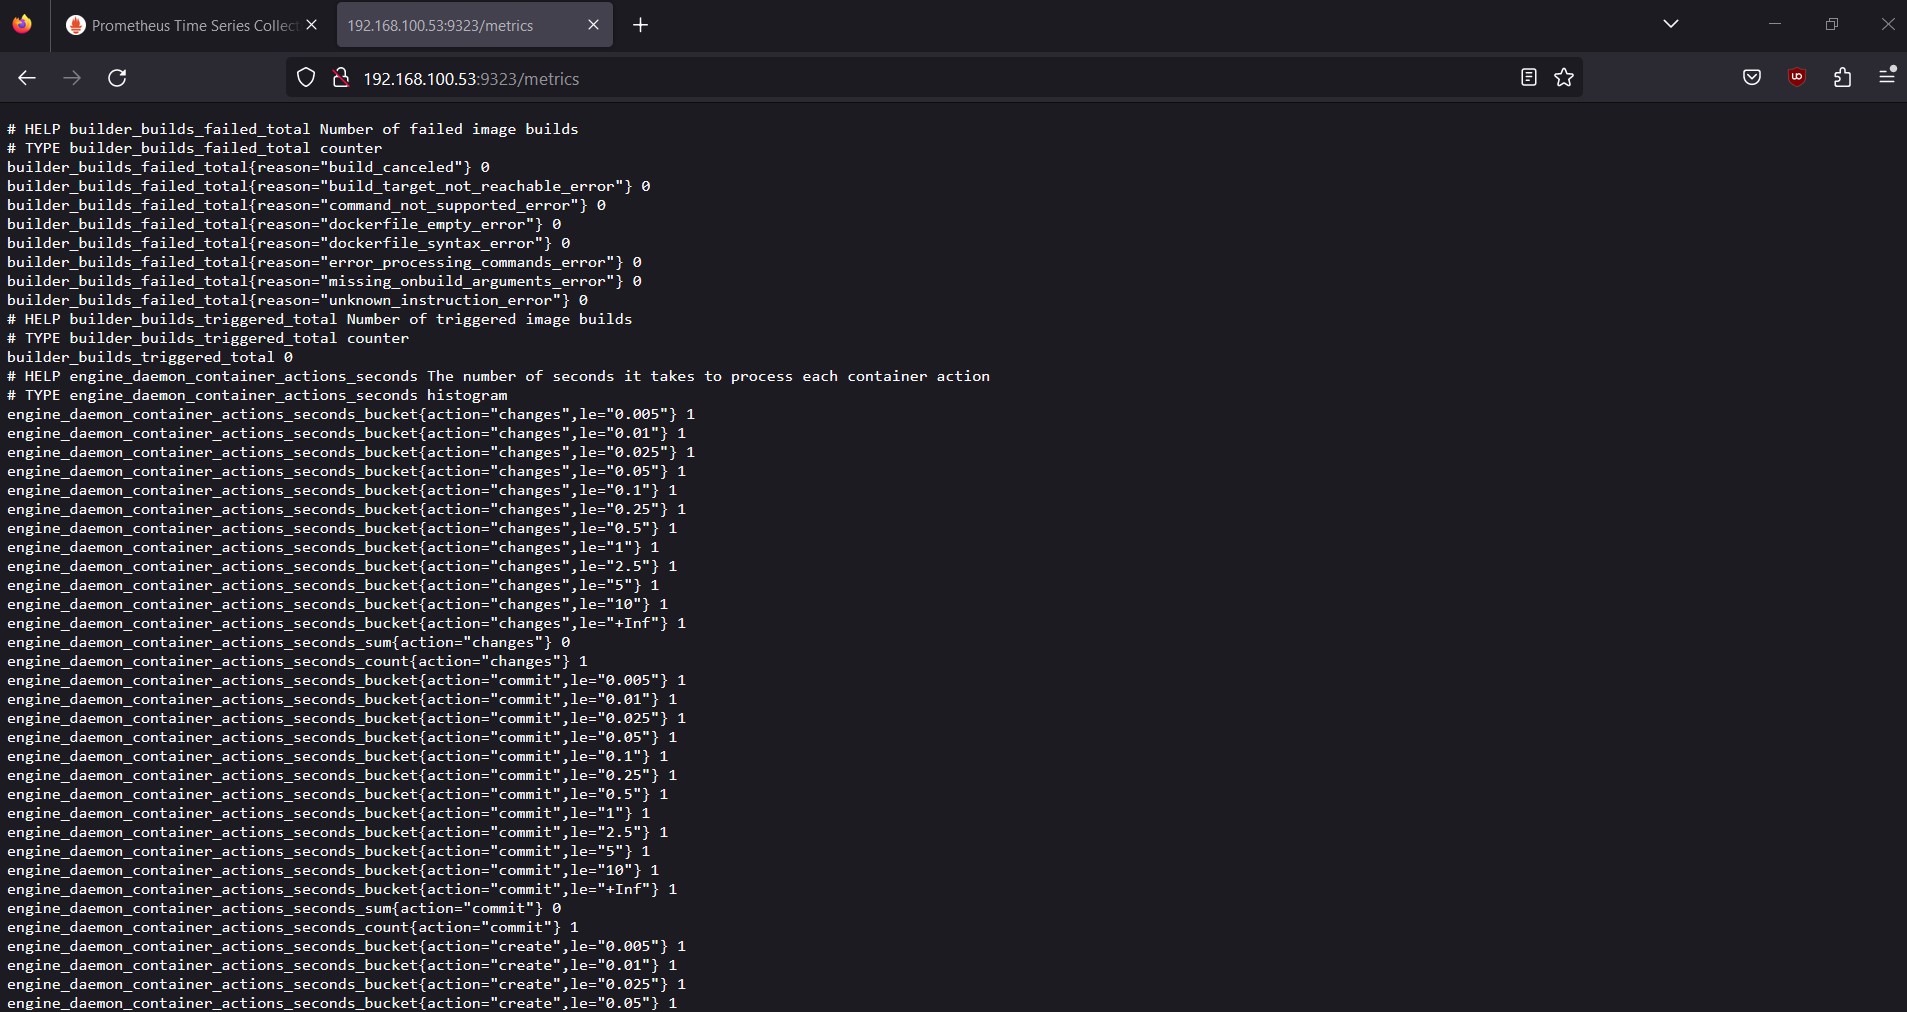 Prometheus Time Series Collect
192.168.100.53:9323/metrics
192.168.100.53:9323/metrics
# HELP builder_builds_failed_total Number of failed image builds
# TYPE builder_builds_failed_total counter
builder_builds_failed_total{reason="build_canceled"} 0
builder_builds_failed_total{reason="build_target_not_reachable_error"} 0
builder_builds_failed_total{reason="command_not_supported_error"} 0
builder_builds_failed_total{reason="dockerfile_empty_error"} 0
builder_builds_failed_total{reason="dockerfile_syntax_error"} 0
builder_builds_failed_total{reason="error_processing_commands_error"} 0
builder_builds_failed_total{reason="missing_onbuild_arguments_error"} 0
builder_builds_failed_total{reason="unknown_instruction_error"} 0
# HELP builder_builds_triggered_total Number of triggered image builds
# TYPE builder_builds_triggered_total counter
builder_builds_triggered_total 0
# HELP engine_daemon_container_actions_seconds The number of seconds it takes to process each container action
# TYPE engine_daemon_container_actions_seconds histogram
engine_daemon_container_actions_seconds_bucket{action="changes",le="0.005"} 1
engine_daemon_container_actions_seconds_bucket{action="changes",le="0.01"} 1
engine_daemon_container_actions_seconds_bucket{action="changes",le="0.025"} 1
engine_daemon_container_actions_seconds_bucket{action="changes",le="0.05"} 1
engine_daemon_container_actions_seconds_bucket{action="changes",le="0.1"} 1
engine_daemon_container_actions_seconds_bucket{action="changes",le="0.25"} 1
engine_daemon_container_actions_seconds_bucket{action="changes",le="0.5"} 1
engine_daemon_container_actions_seconds_bucket{action="changes",le="1"} 1
engine_daemon_container_actions_seconds_bucket{action="changes",le="2.5"} 1
engine_daemon_container_actions_seconds_bucket{action="changes",le="5"} 1
engine_daemon_container_actions_seconds_bucket{action="changes",le="10"} 1
engine_daemon_container_actions_seconds_bucket{action="changes",le="+Inf"} 1
engine_daemon_container_actions_seconds_sum{action="changes"} 0
engine_daemon_container_actions_seconds_count{action="changes"} 1
engine_daemon_container_actions_seconds_bucket{action="commit",le="0.005"} 1
engine_daemon_container_actions_seconds_bucket{action="commit",le="0.01"} 1
engine_daemon_container_actions_seconds_bucket{action="commit",le="0.025"} 1
engine_daemon_container_actions_seconds_bucket{action="commit",le="0.05"} 1
engine_daemon_container_actions_seconds_bucket{action="commit",le="0.1"} 1
engine_daemon_container_actions_seconds_bucket{action="commit",le="0.25"} 1
engine_daemon_container_actions_seconds_bucket{action="commit",le="0.5"} 1
engine_daemon_container_actions_seconds_bucket{action="commit",le="1"} 1
engine_daemon_container_actions_seconds_bucket{action="commit",le="2.5"} 1
engine_daemon_container_actions_seconds_bucket{action="commit",le="5"} 1
engine_daemon_container_actions_seconds_bucket{action="commit",le="10"} 1
engine_daemon_container_actions_seconds_bucket{action="commit",le="+Inf"} 1
engine_daemon_container_actions_seconds_sum{action="commit"} 0
engine_daemon_container_actions_seconds_count{action="commit"} 1
engine_daemon_container_actions_seconds_bucket{action="create",le="0.005"} 1
engine_daemon_container_actions_seconds_bucket{action="create",le="0.01"} 1
engine_daemon_container_actions_seconds_bucket{action="create",le="0.025"} 1
engine_daemon_container_actions_seconds_bucket{action="create",le="0.05"} 1